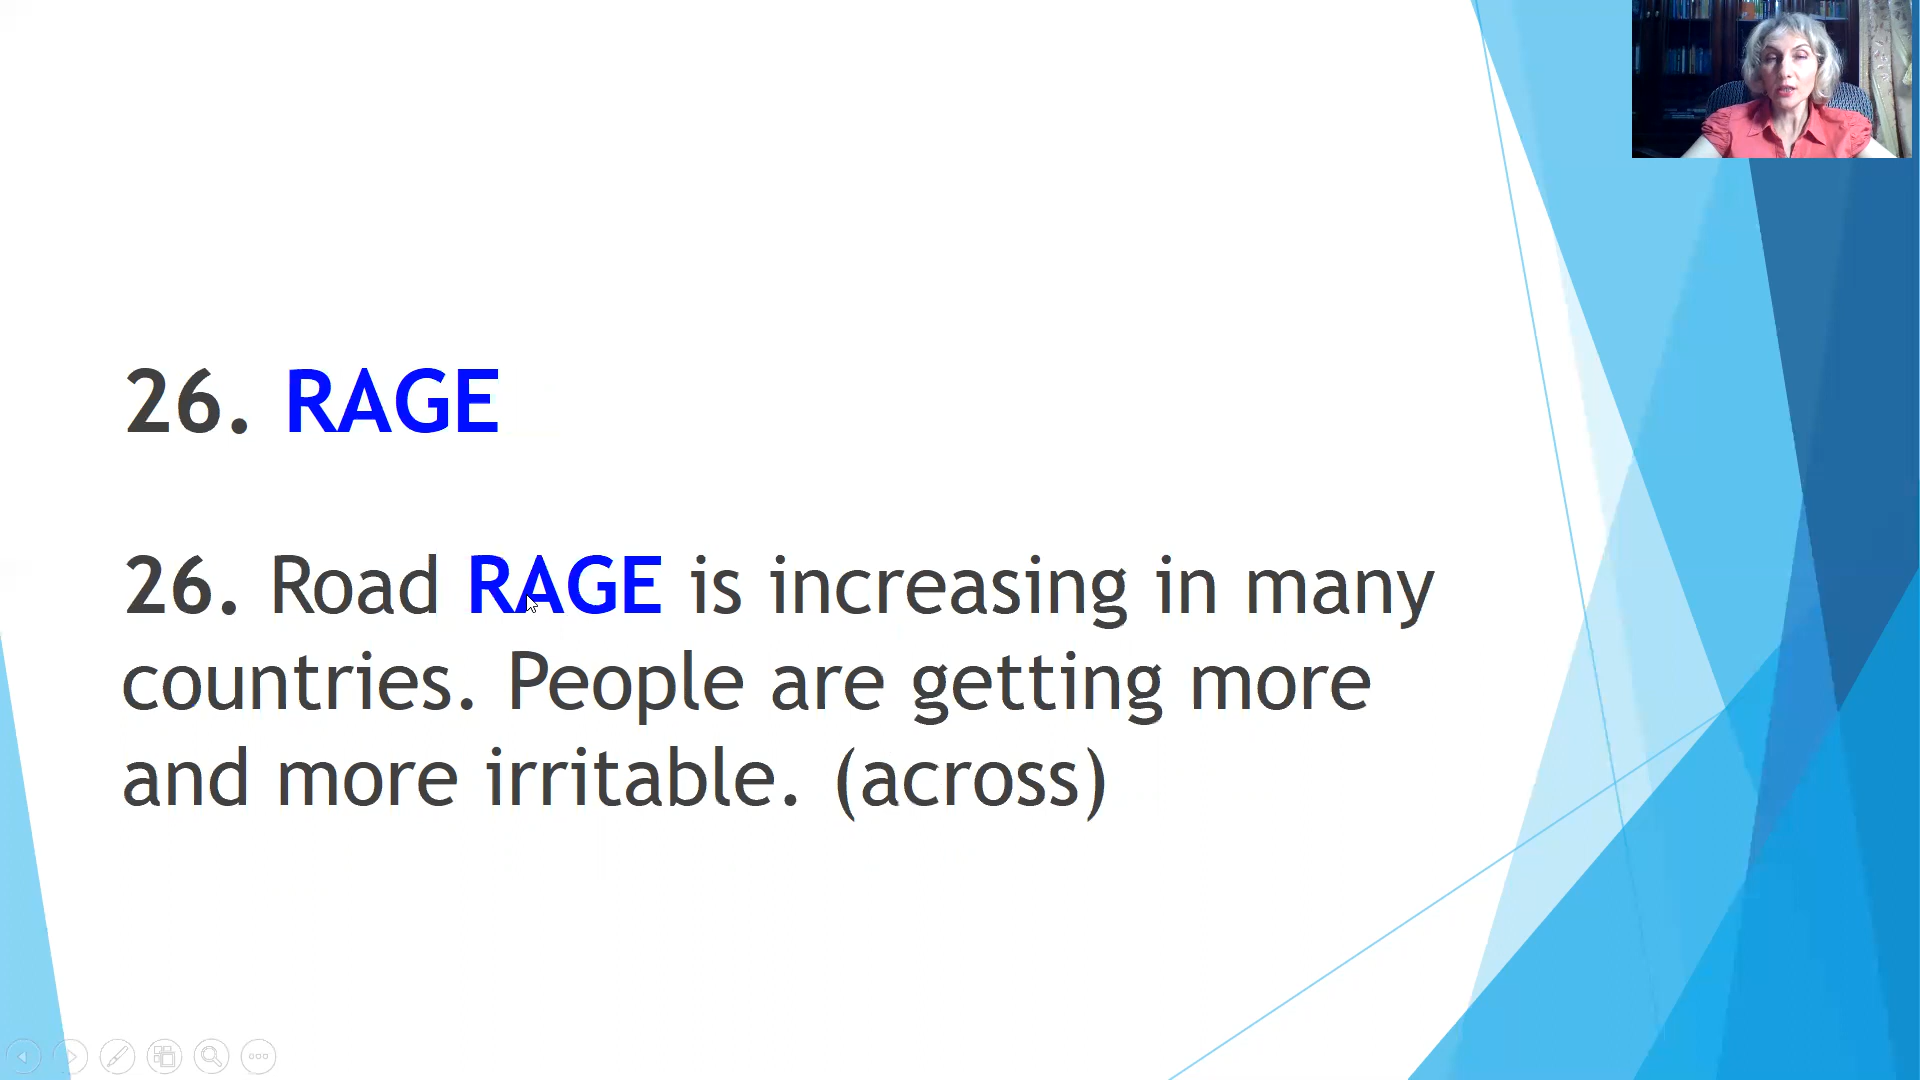 26. RAGE
26. Road RAGE is increasing in many
countries. People are getting more
and more irritable. (across)